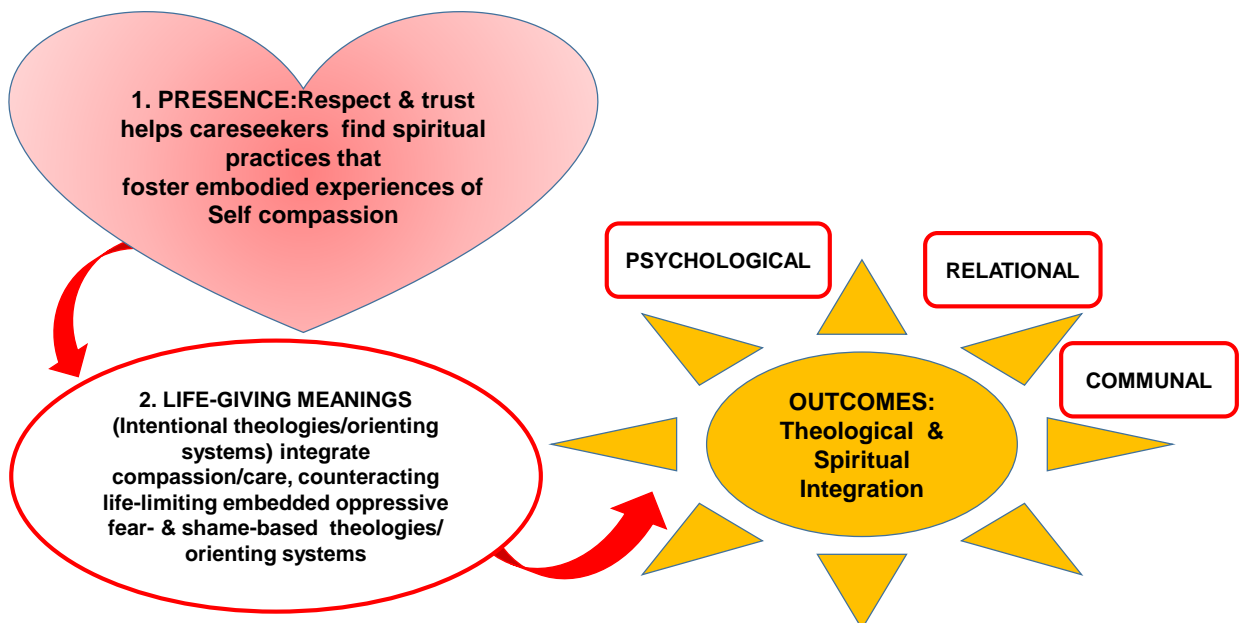 1. PRESENCE:Respect & trust
helps careseekers find spiritual
practices that
foster embodied experiences of
Self compassion
2. LIFE-GIVING MEANINGS
(Intentional theologies/orienting
systems) integrate
compassion/care, counteracting
life-limiting embedded oppressive
fear- & shame-based theologies/
orienting systems
PSYCHOLOGICAL
RELATIONAL
COMMUNAL
OUTCOMES:
Theological &
Spiritual
Integration